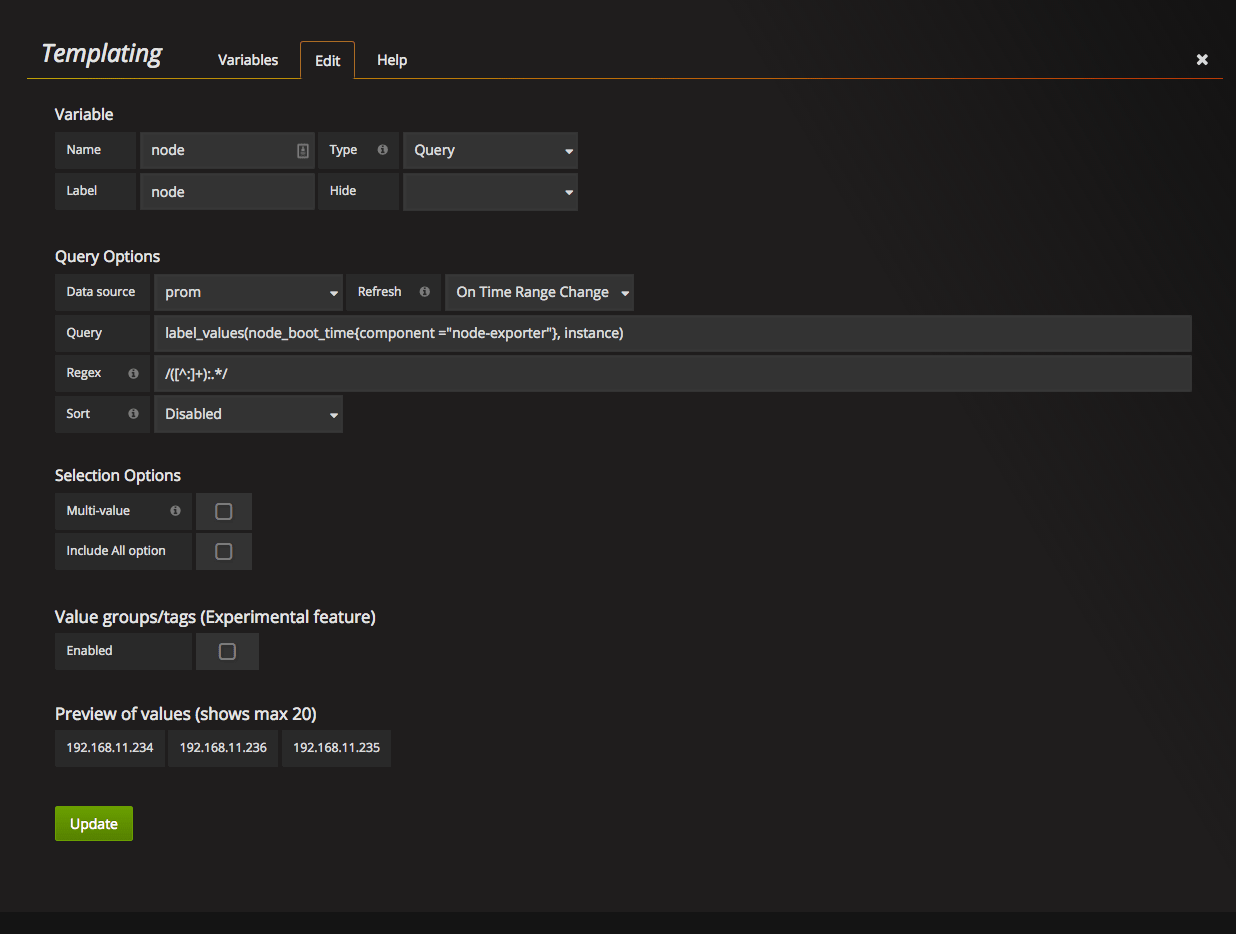 Templating Variables Edit Help
Variable
Name node Type Query
Label node Hide
Query Options
Data source prom Refresh On Time Range Change
Query label_values(node_boot_time{component ="node-exporter"}, instance)
Regex /([^:]+):.*/
Sort Disabled
Selection Options
Multi-value
Include All option
Value groups/tags (Experimental feature)
Enabled
Preview of values (shows max 20)
192.168.11.234 192.168.11.236 192.168.11.235
Update